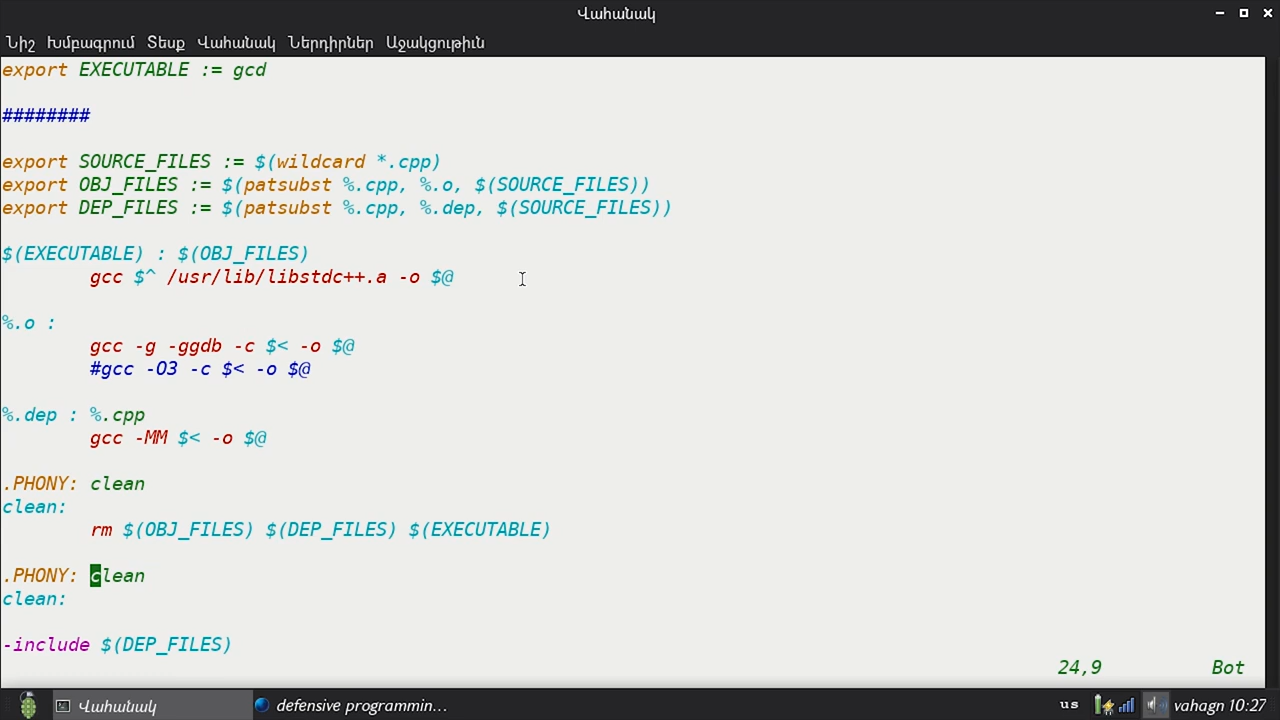 Վահանակ
Նիշ Խմբագրում Տեսք Վահանակ Ներդիրներ Աջակցութիւն
export EXECUTABLE := gcd
########
export SOURCE_FILES := $(wildcard *.cpp)
export OBJ_FILES := $(patsubst %.cpp, %.o, $(SOURCE_FILES))
export DEP_FILES := $(patsubst %.cpp, %.dep, $(SOURCE_FILES))
$(EXECUTABLE) : $(OBJ_FILES)
gcc $^ /usr/lib/libstdc++.a -o $@
%.o :
gcc -g -ggdb -c $< -o $@
#gcc -O3 -c $< -o $@
%.dep : %.cpp
gcc -MM $< -o $@
.PHONY: clean
clean:
rm $(OBJ_FILES) $(DEP_FILES) $(EXECUTABLE)
.PHONY: clean
clean:
-include $(DEP_FILES)
24,9 Bot
Վահանակ defensive programmin... us vahagn 10:27